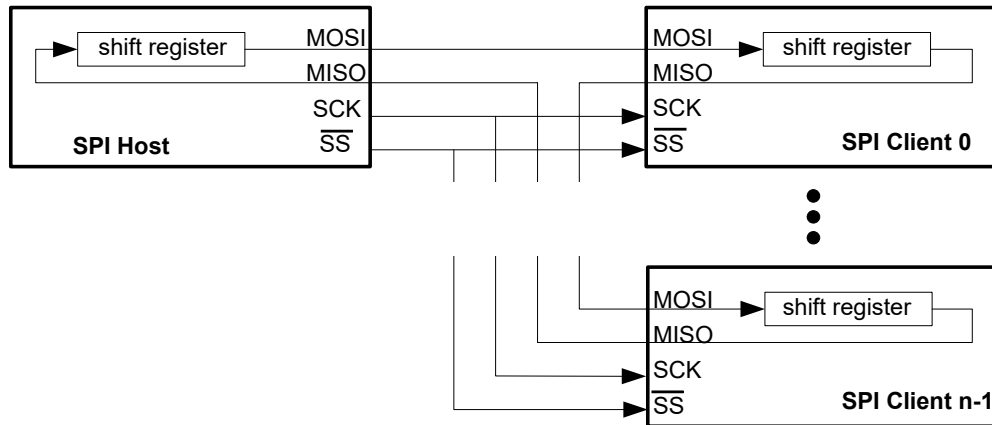 shift register
MOSI
MISO
SCK
SS
SPI Host
MOSI
shift register
MISO
SCK
SS
SPI Client 0
MOSI
shift register
MISO
SCK
SS
SPI Client n-1